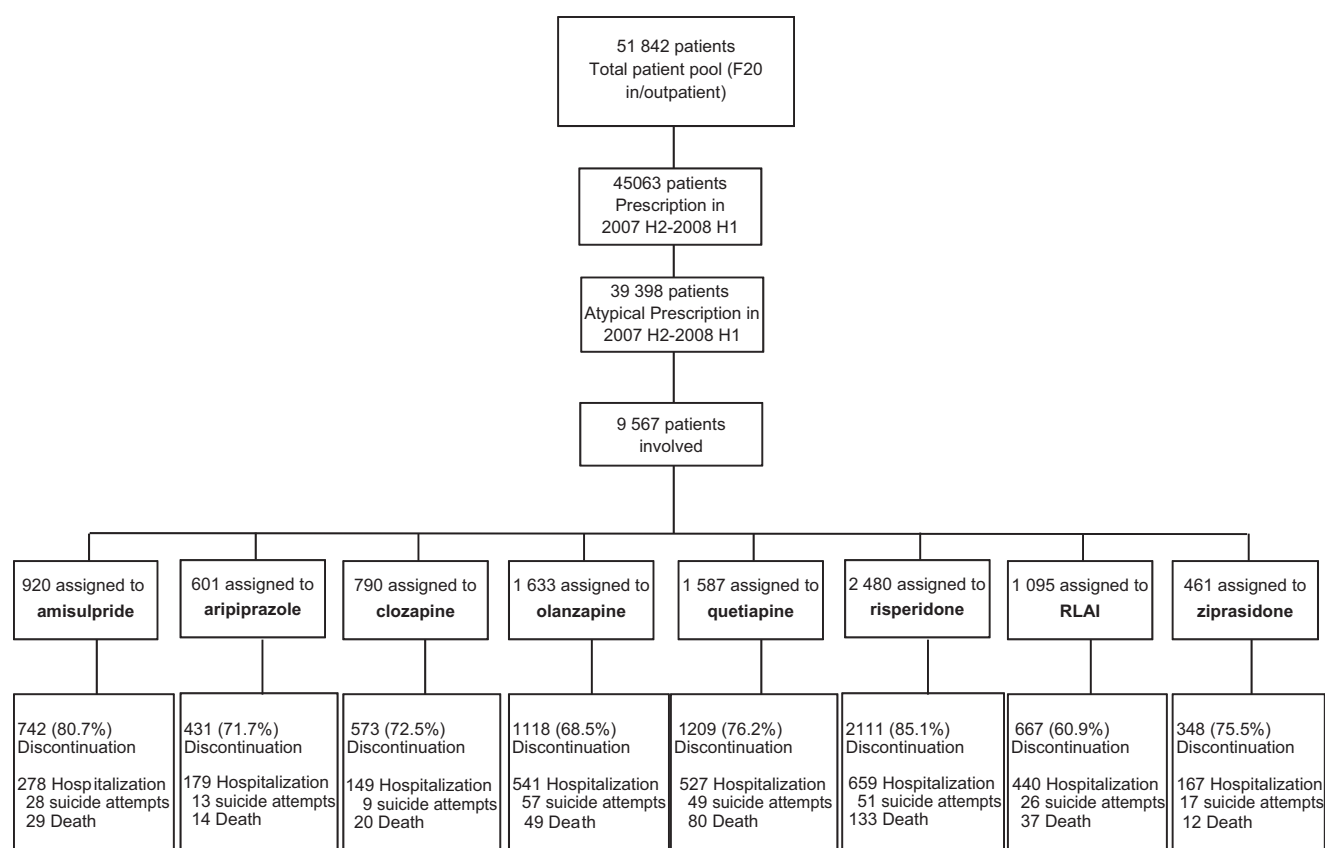 51 842 patients
Total patient pool (F20
in/outpatient)
45063 patients
Prescription in
2007 H2-2008 H1
39 398 patients
Atypical Prescription in
2007 H2-2008 H1
9 567 patients
involved
920 assigned to
amisulpride
601 assigned to
aripiprazole
790 assigned to
clozapine
1 633 assigned to
olanzapine
1 587 assigned to
quetiapine
2 480 assigned to
risperidone
1 095 assigned to
RLAI
461 assigned to
ziprasidone
742 (80.7%)
Discontinuation
278 Hospitalization
28 suicide attempts
29 Death
431 (71.7%)
Discontinuation
179 Hospitalization
13 suicide attempts
14 Death
573 (72.5%)
Discontinuation
149 Hospitalization
9 suicide attempts
20 Death
1118 (68.5%)
Discontinuation
541 Hospitalization
57 suicide attempts
49 Death
1209 (76.2%)
Discontinuation
527 Hospitalization
49 suicide attempts
80 Death
2111 (85.1%)
Discontinuation
659 Hospitalization
51 suicide attempts
133 Death
667 (60.9%)
Discontinuation
440 Hospitalization
26 suicide attempts
37 Death
348 (75.5%)
Discontinuation
167 Hospitalization
17 suicide attempts
12 Death